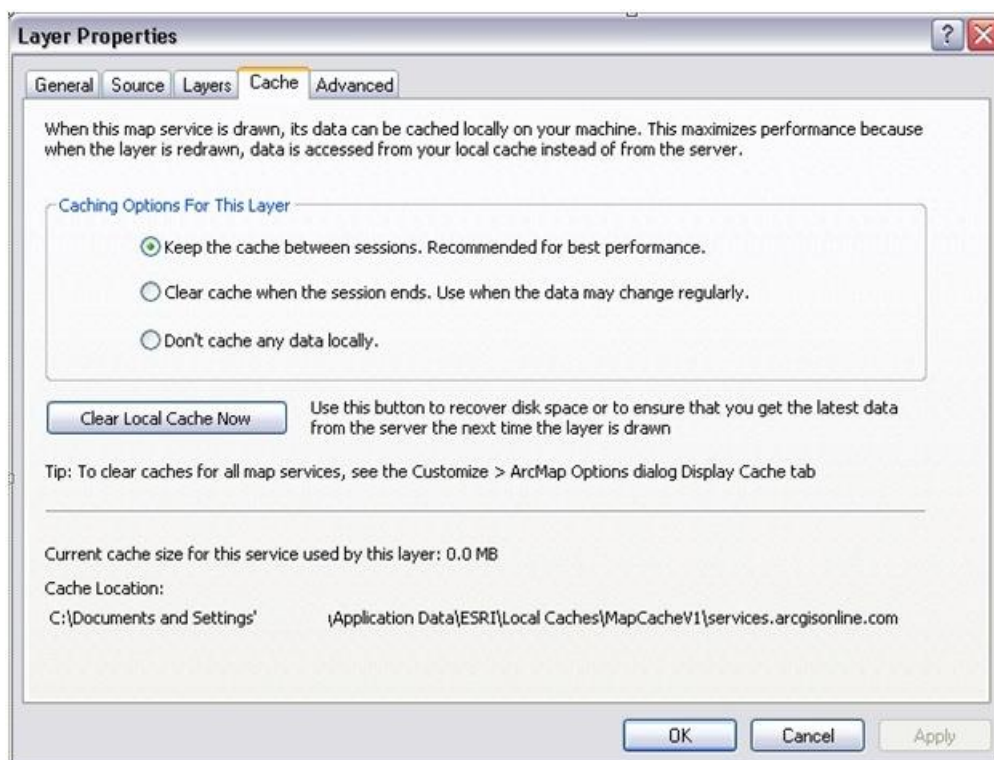 Layer Properties
General Source Layers Cache Advanced
When this map service is drawn, its data can be cached locally on your machine. This maximizes performance because
when the layer is redrawn, data is accessed from your local cache instead of from the server.
Caching Options For This Layer
Keep the cache between sessions. Recommended for best performance.
Clear cache when the session ends. Use when the data may change regularly.
Don't cache any data locally.
Clear Local Cache Now
Use this button to recover disk space or to ensure that you get the latest data
from the server the next time the layer is drawn
Tip: To clear caches for all map services, see the Customize > ArcMap Options dialog Display Cache tab
Current cache size for this service used by this layer: 0.0 MB
Cache Location:
C:\Documents and Settings' \Application Data\ESRI\Local Caches\MapCacheV1\services.arcgisonline.com
OK Cancel Apply